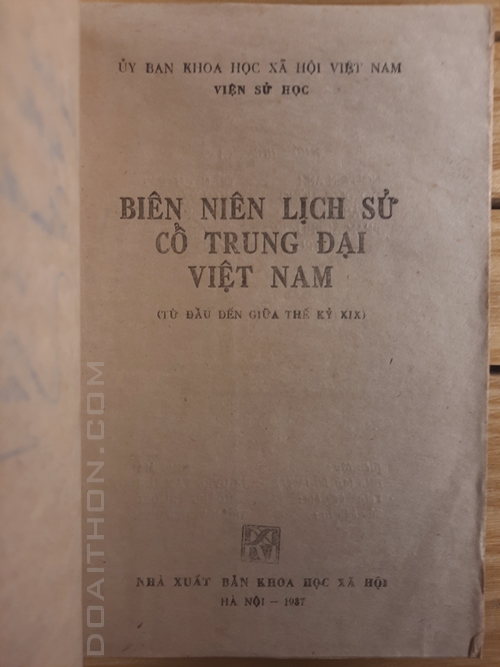 ỦY BAN KHOA HỌC XÃ HỘI VIỆT NAM
VIỆN SỬ HỌC
BIÊN NIÊN LỊCH SỬ
CỔ TRUNG ĐẠI
VIỆT NAM
(TỪ ĐẦU ĐẾN GIỮA THẾ KỶ XIX)
NHÀ XUẤT BẢN KHOA HỌC XÃ HỘI
HÀ NỘI – 1987
DOAITHON.COM